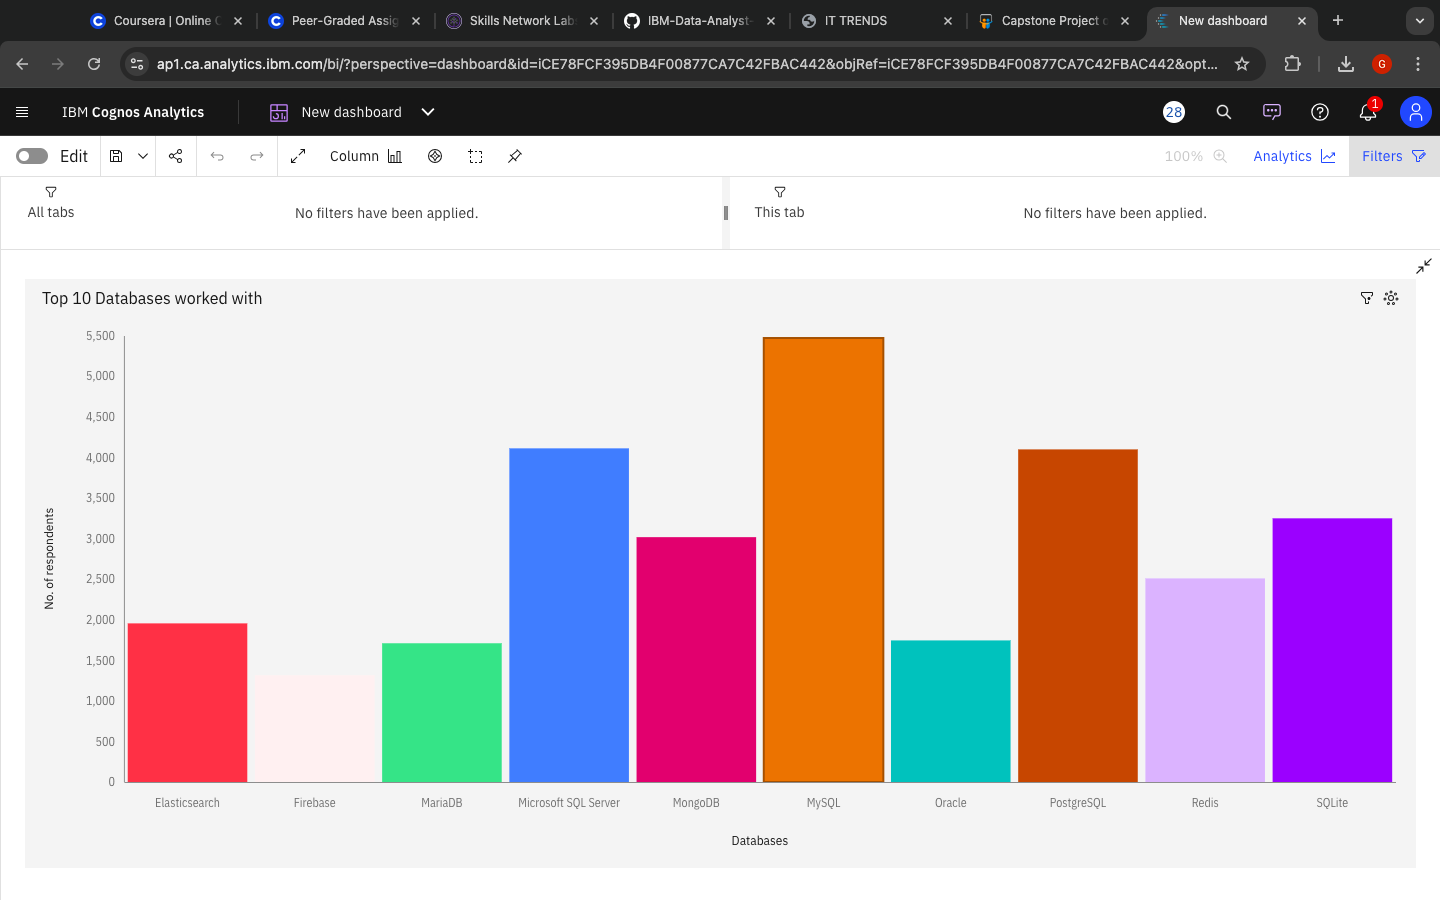 Coursera | Online
Peer-Graded Assig
Skills Network Lab
IBM-Data-Analyst-
IT TRENDS
Capstone Project
New dashboard
ap1.ca.analytics.ibm.com/bi/?perspective=dashboard&id=iCE78FCF395DB4F00877CA7C42FBAC442&objRef=iCE78FCF395DB4F00877CA7C42FBAC442&opt...
G
IBM Cognos Analytics
New dashboard
28
1
Edit
Column
100%
Analytics
Filters
All tabs
No filters have been applied.
This tab
No filters have been applied.
Top 10 Databases worked with
5,500
5,000
4,500
4,000
3,500
3,000
2,500
2,000
1,500
1,000
500
0
No. of respondents
Elasticsearch
Firebase
MariaDB
Microsoft SQL Server
MongoDB
MySQL
Oracle
PostgreSQL
Redis
SQLite
Databases